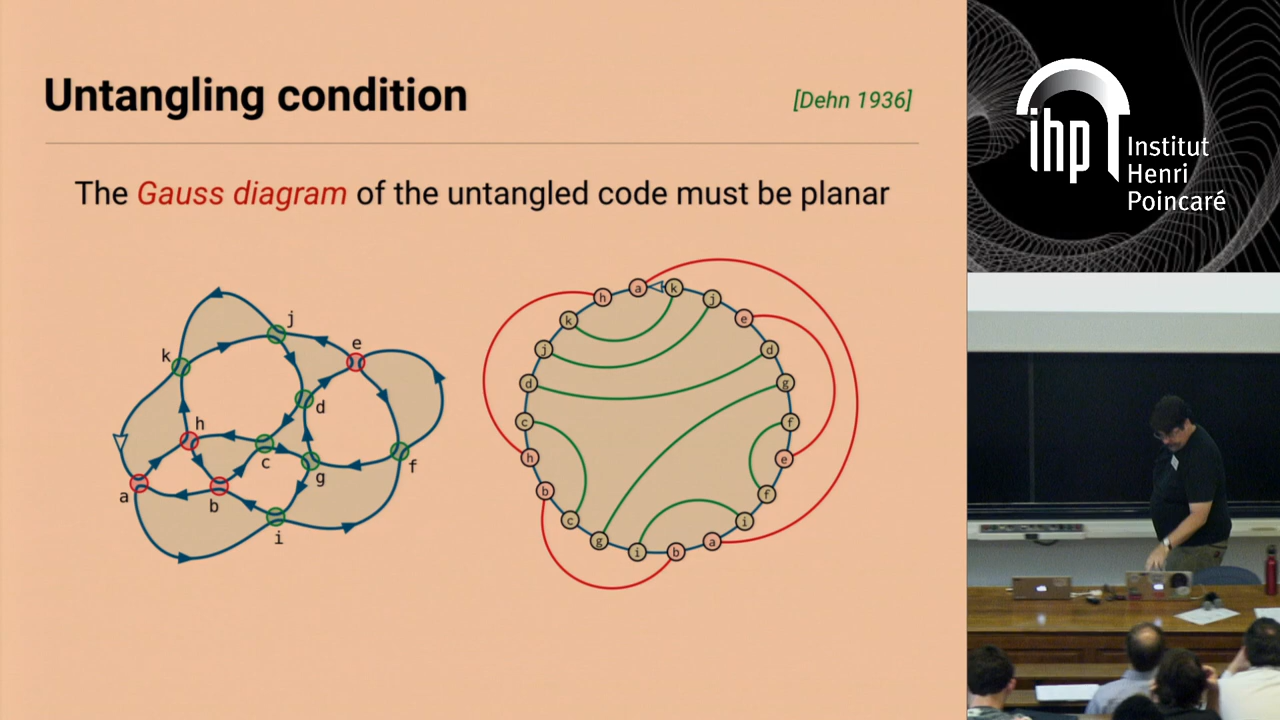 Untangling condition
[Dehn 1936]
The Gauss diagram of the untangled code must be planar
j
k
e
d
h
c
g
f
a
b
i
a
k
j
e
d
g
f
e
f
i
a
b
i
g
c
b
h
c
d
j
k
h
ihp
Institut
Henri
Poincaré